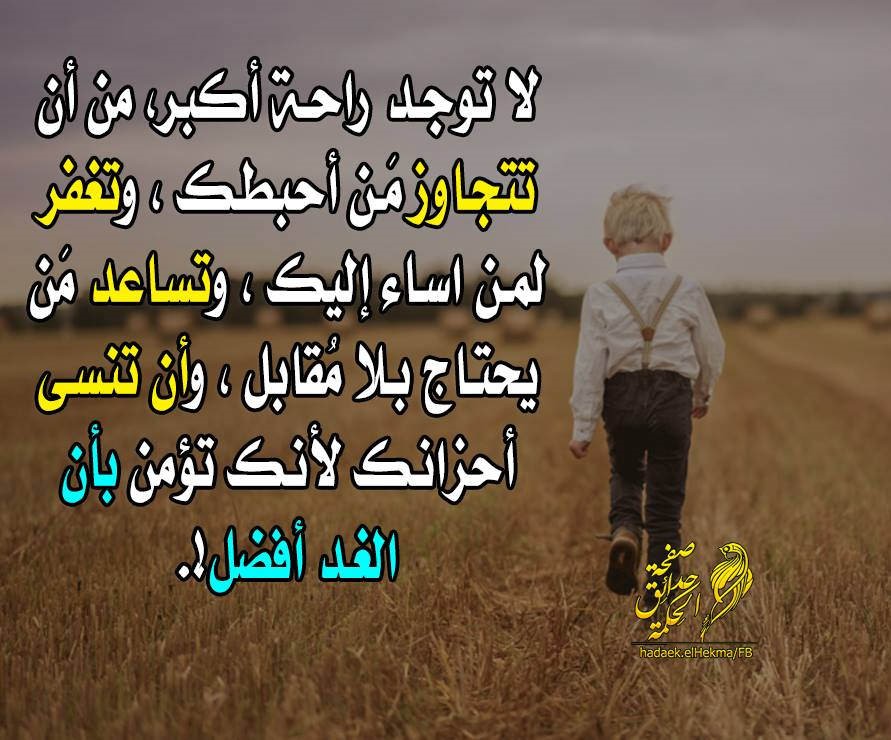 لا توجد راحة أكبر، من أن
تتجاوز مَن أحبطك ، وتغفر
لمن اساء إليك ، وتساعد مَن
يحتاج بلا مُقابل ، وأن تنسى
أحزانك لأنك تؤمن بأن
الغد أفضل!.
صفحة
حدائق
الحكمة
hadaek.elHekma/FB